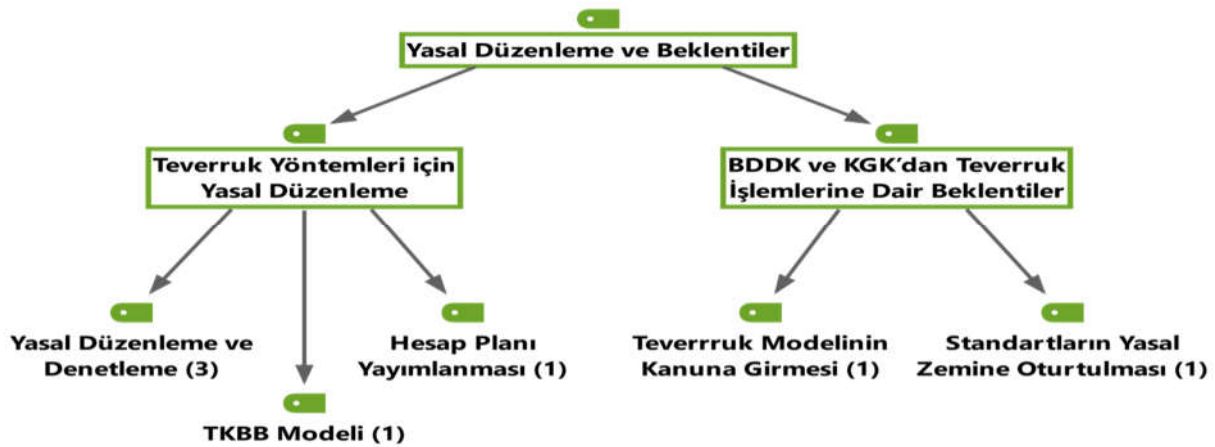 Yasal Düzenleme ve Beklentiler
Teverruk Yöntemleri için
Yasal Düzenleme
BDDK ve KGK'dan Teverruk
İşlemlerine Dair Beklentiler
Yasal Düzenleme ve
Denetleme (3)
TKBB Modeli (1)
Hesap Planı
Yayımlanması (1)
Teverrruk Modelinin
Kanuna Girmesi (1)
Standartların Yasal
Zemine Oturtulması (1)